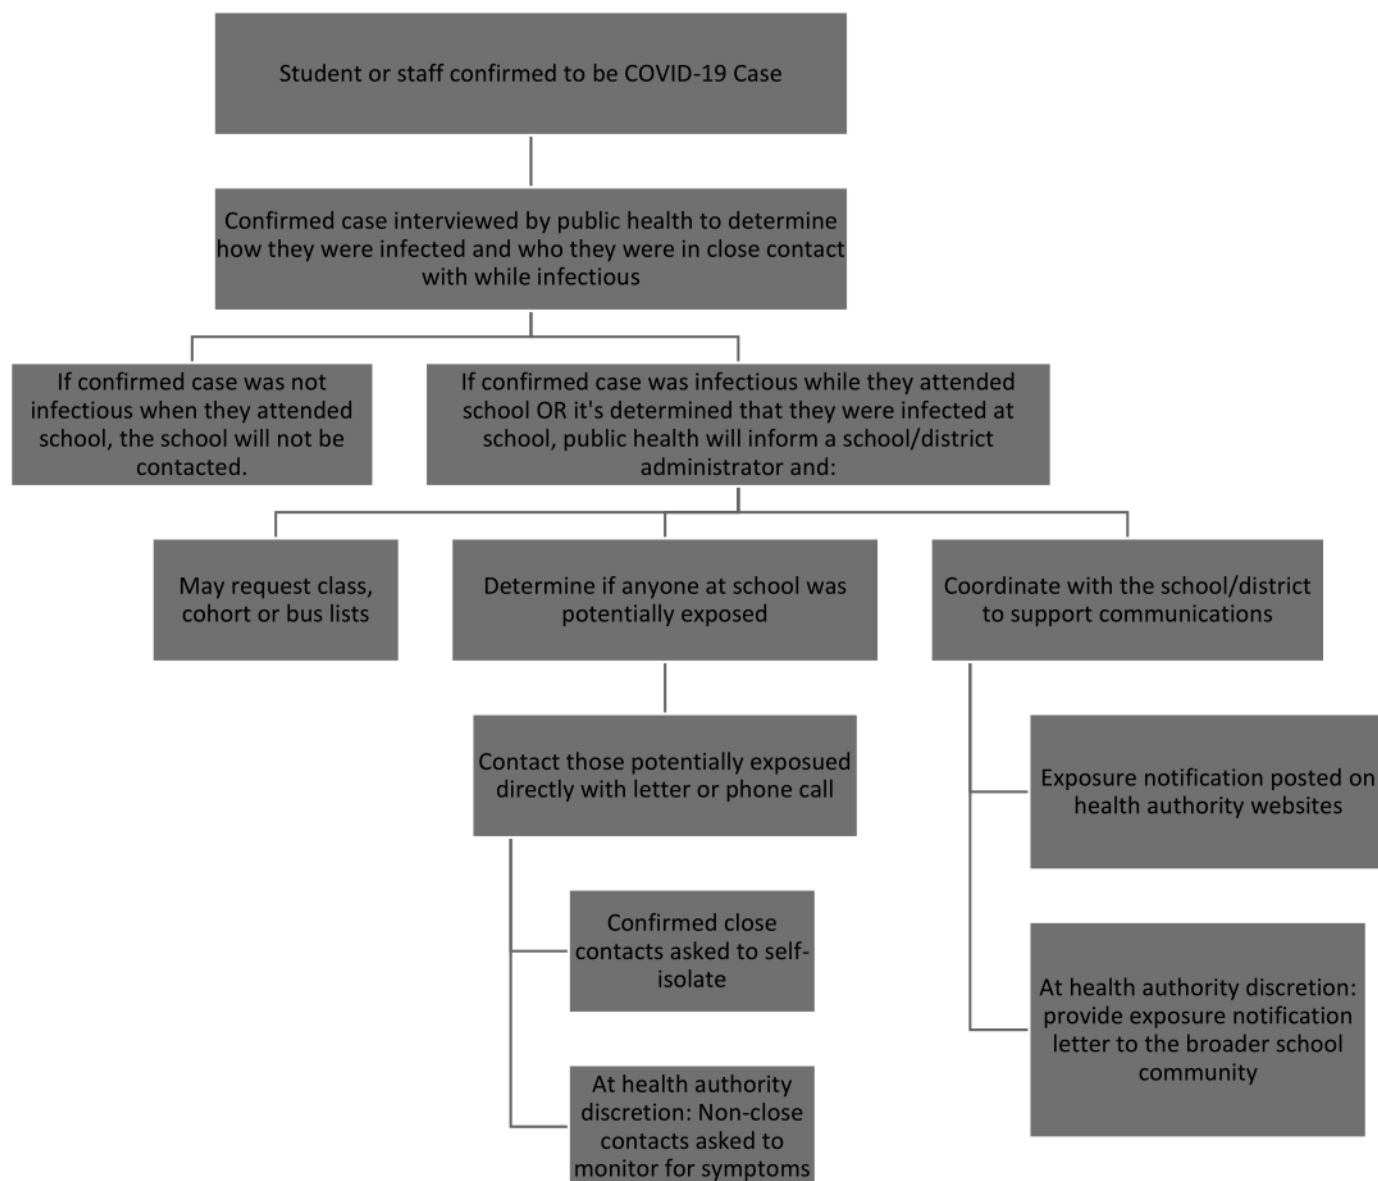 Student or staff confirmed to be COVID-19 Case
Confirmed case interviewed by public health to determine
how they were infected and who they were in close contact
with while infectious
If confirmed case was not
infectious when they attended
school, the school will not be
contacted.
If confirmed case was infectious while they attended
school OR it's determined that they were infected at
school, public health will inform a school/district
administrator and:
May request class,
cohort or bus lists
Determine if anyone at school was
potentially exposed
Coordinate with the school/district
to support communications
Contact those potentially exposued
directly with letter or phone call
Exposure notification posted on
health authority websites
Confirmed close
contacts asked to self-
isolate
At health authority discretion:
provide exposure notification
letter to the broader school
community
At health authority
discretion: Non-close
contacts asked to
monitor for symptoms